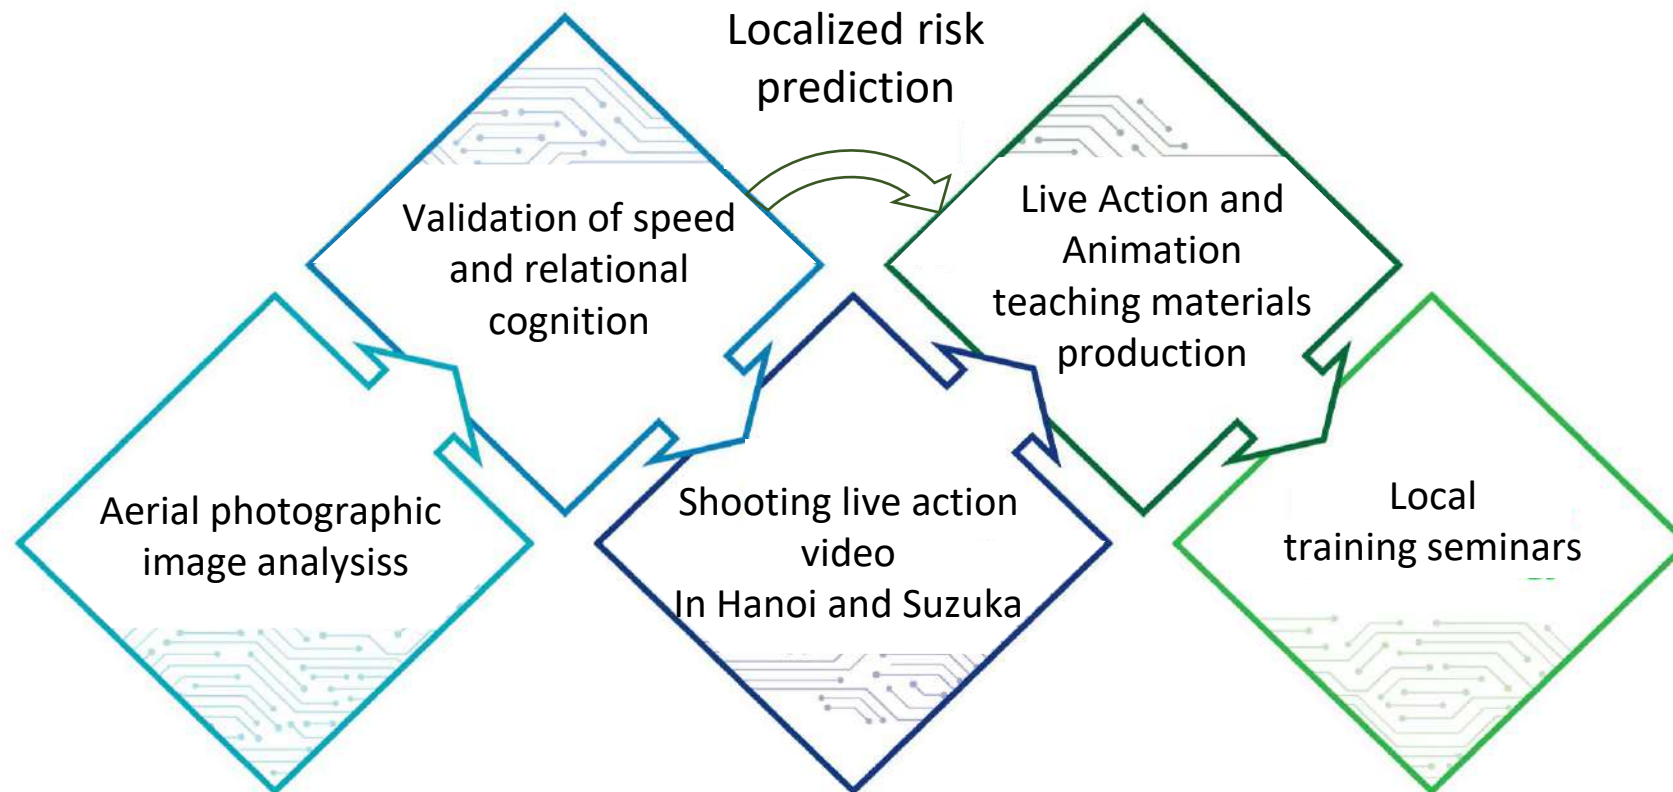 Localized risk
prediction
Validation of speed
and relational
cognition
Live Action and
Animation
teaching materials
production
Aerial photographic
image analysiss
Shooting live action
video
In Hanoi and Suzuka
Local
training seminars